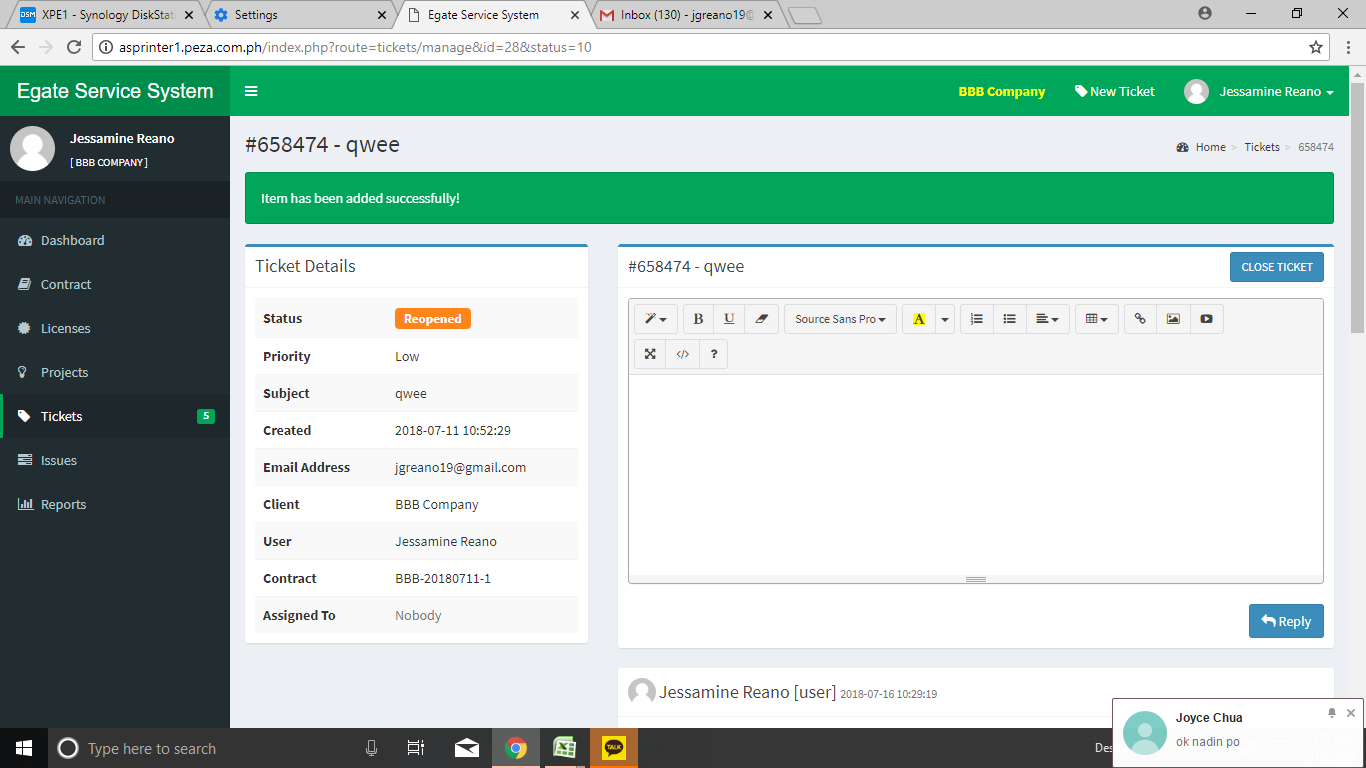 XPE1 - Synology DiskStat
Settings
Egate Service System
Inbox (130) - jgreano19@
asprinter1.peza.com.ph/index.php?route=tickets/manage&id=28&status=10
Egate Service System
BBB Company
New Ticket
Jessamine Reano
Jessamine Reano
[ BBB COMPANY ]
MAIN NAVIGATION
Dashboard
Contract
Licenses
Projects
Tickets 5
Issues
Reports
#658474 - qwee
Home > Tickets > 658474
Item has been added successfully!
Ticket Details
Status Reopened
Priority Low
Subject qwee
Created 2018-07-11 10:52:29
Email Address jgreano19@gmail.com
Client BBB Company
User Jessamine Reano
Contract BBB-20180711-1
Assigned To Nobody
#658474 - qwee
CLOSE TICKET
B U Source Sans Pro A
</> ?
Reply
Jessamine Reano [user] 2018-07-16 10:29:19
Joyce Chua
ok nadin po
Type here to search
TALK
Des